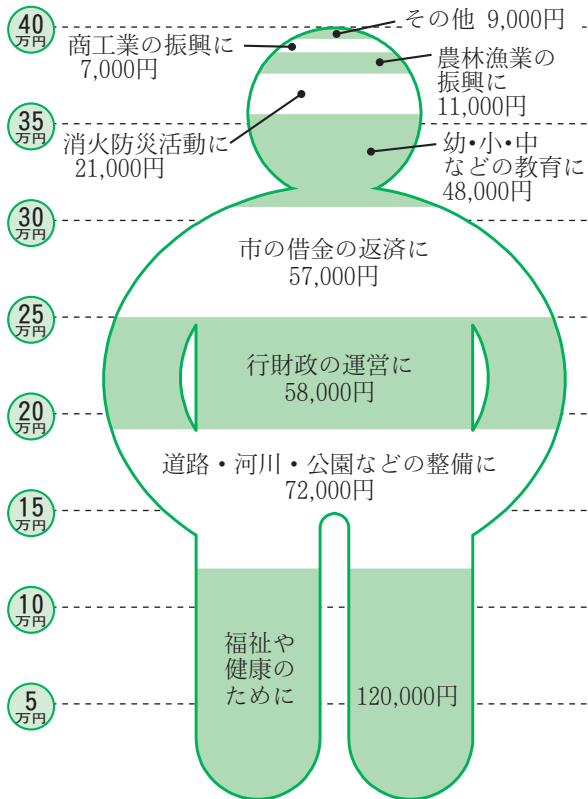 40
万円
その他 9,000円
商工業の振興に
7,000円
農林漁業の
振興に
11,000円
35
万円
消火防災活動に
21,000円
幼・小・中
などの教育に
48,000円
30
万円
市の借金の返済に
57,000円
25
万円
行財政の運営に
58,000円
20
万円
道路・河川・公園などの整備に
72,000円
15
万円
10
万円
福祉や
健康の
ために
120,000円
5
万円